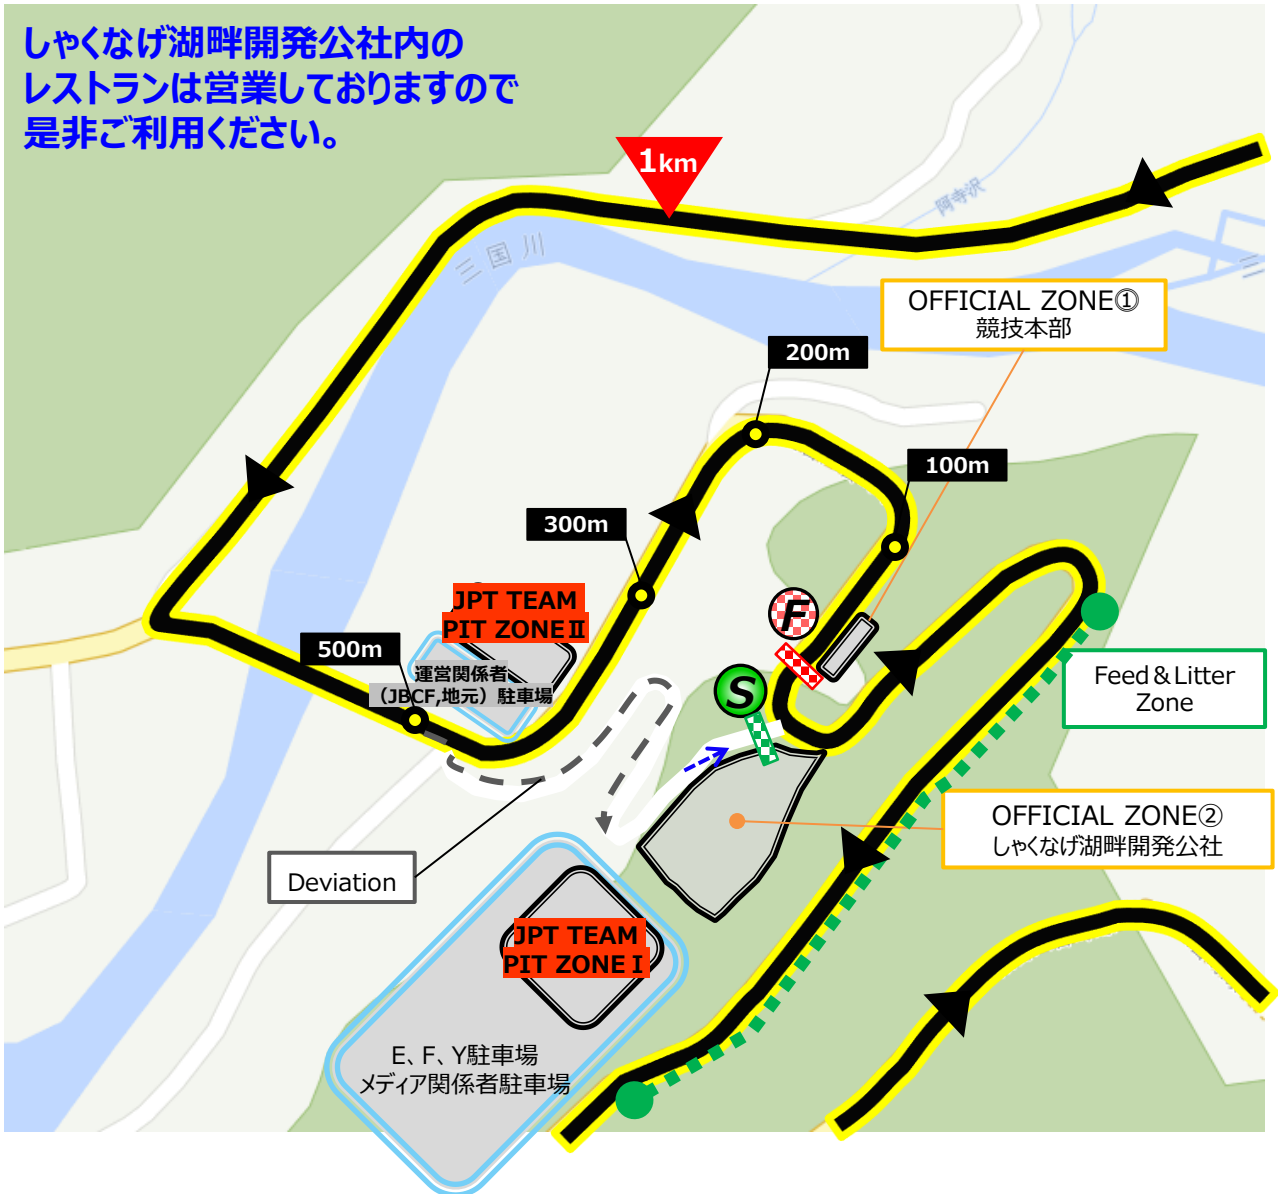 しゃくなげ湖畔開発公社内の
レストランは営業しておりますので
是非ご利用ください。
1km
阿寺沢
三国川
三
OFFICIAL ZONE①
競技本部
200m
100m
300m
JPT TEAM
PIT ZONEⅡ
F
500m
運営関係者
（JBCF,地元）駐車場
S
Feed＆Litter
Zone
OFFICIAL ZONE②
しゃくなげ湖畔開発公社
Deviation
JPT TEAM
PIT ZONEⅠ
E、F、Y駐車場
メディア関係者駐車場